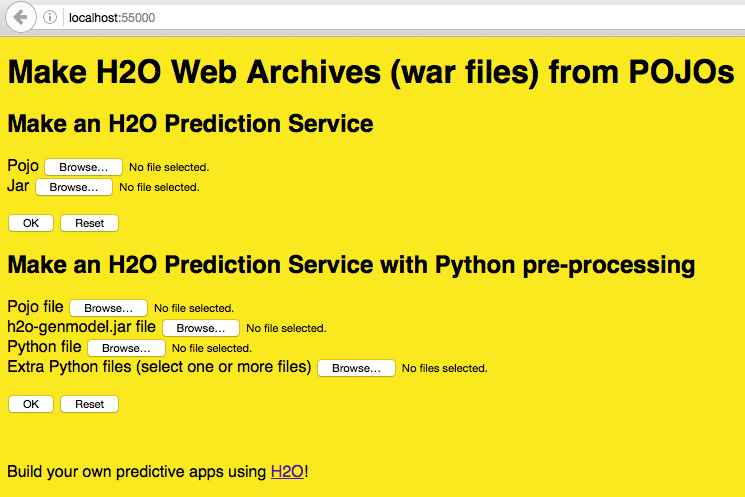 localhost:55000
Make H2O Web Archives (war files) from POJOs
Make an H2O Prediction Service
Pojo Browse... No file selected.
Jar Browse... No file selected.
OK Reset
Make an H2O Prediction Service with Python pre-processing
Pojo file Browse... No file selected.
h2o-genmodel.jar file Browse... No file selected.
Python file Browse... No file selected.
Extra Python files (select one or more files) Browse... No files selected.
OK Reset
Build your own predictive apps using H2O!